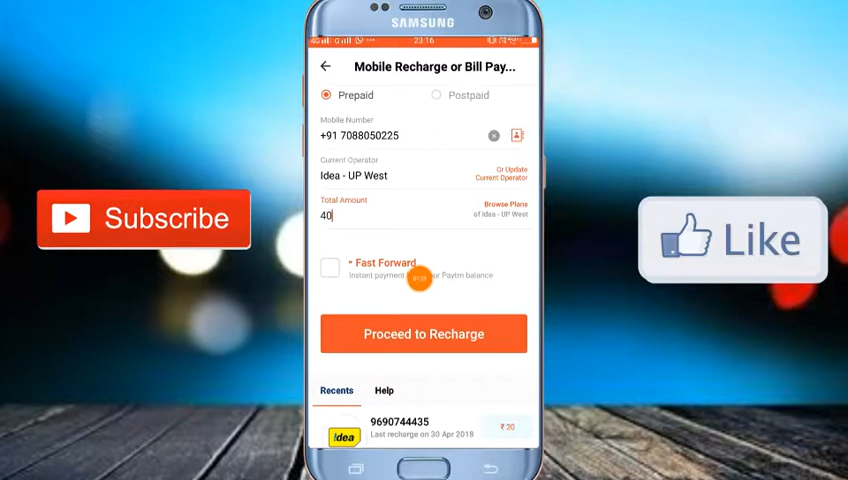 SAMSUNG
23:16
Mobile Recharge or Bill Pay...
Prepaid
Postpaid
Mobile Number
+91 7088050225
Current Operator
Idea - UP West
Or Update
Current Operator
Total Amount
40
Browse Plans
of Idea - UP West
Fast Forward
Instant payment
Paytm balance
Proceed to Recharge
Recents
Help
9690744435
Last recharge on 30 Apr 2018
₹ 20
!dea
Subscribe
Like